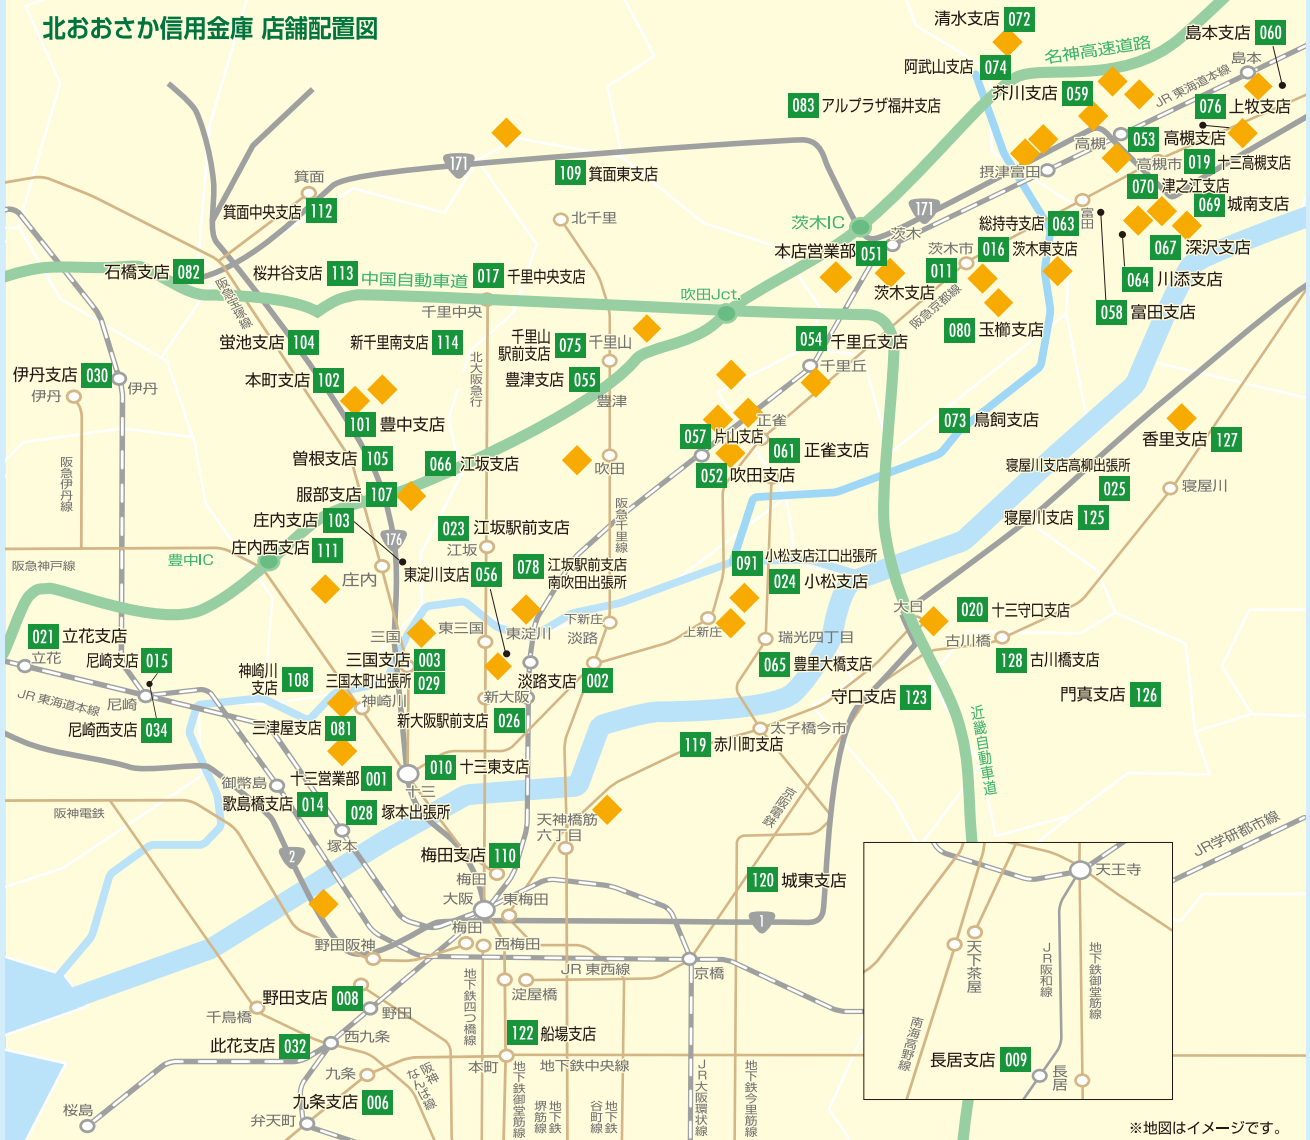 北おおさか信用金庫 店舗配置図
清水支店 072
名神高速道路
島本支店 060
阿武山支店 074
島本
JR 東海道本線
芥川支店 059
083 アルプラザ福井支店
076 上牧支店
高槻
053 高槻支店
171
109 箕面東支店
摂津富田
高槻市
019 十三高槻支店
箕面
070 津之江支店
069 城南支店
箕面中央支店 112
北千里
茨木IC
171
総持寺支店 063
富田
茨木
本店営業部 051
茨木市
016 茨木東支店
067 深沢支店
石橋支店 082
桜井谷支店 113
中国自動車道
017 千里中央支店
011
茨木支店
064 川添支店
阪急宝塚線
吹田Jct.
阪急京都線
058 富田支店
千里中央
080 玉櫛支店
蛍池支店 104
新千里南支店 114
千里山
駅前支店
075
千里山
054 千里丘支店
北大阪急行
千里丘
伊丹支店 030
伊丹
伊丹
本町支店 102
豊津支店 055
豊津
101 豊中支店
正雀
073 鳥飼支店
057 片山支店
061 正雀支店
香里支店 127
曽根支店 105
066 江坂支店
吹田
052 吹田支店
寝屋川支店高柳出張所
025
寝屋川
阪急伊丹線
服部支店 107
阪急千里線
寝屋川支店 125
庄内支店 103
023 江坂駅前支店
176
豊中IC
庄内西支店 111
江坂
阪急神戸線
庄内
東淀川支店 056
078
江坂駅前支店
南吹田出張所
091 小松支店江口出張所
024 小松支店
大日
020 十三守口支店
021 立花支店
立花
三国
東三国
東淀川
下新庄
淡路
上新庄
瑞光四丁目
古川橋
尼崎支店 015
三国支店 003
三国本町出張所 029
神崎川
支店
108
065 豊里大橋支店
128 古川橋支店
淡路支店 002
JR 東海道本線
尼崎
神崎川
新大阪
守口支店 123
門真支店 126
尼崎西支店 034
三津屋支店 081
新大阪駅前支店 026
近畿自動車道
太子橋今市
119 赤川町支店
御幣島
十三営業部 001
010 十三東支店
十三
京阪電鉄
歌島橋支店 014
028 塚本出張所
阪神電鉄
塚本
天神橋筋
六丁目
JR学研都市線
2
梅田支店 110
梅田
120 城東支店
天王寺
大阪
東梅田
1
梅田
西梅田
野田阪神
JR 東西線
京橋
天下茶屋
JR阪和線
地下鉄御堂筋線
地下鉄四つ橋線
淀屋橋
野田支店 008
野田
千鳥橋
南海高野線
此花支店 032
西九条
122 船場支店
長居支店 009
長居
九条
阪神なんば線
本町
地下鉄中央線
地下鉄御堂筋線
地下鉄堺筋線
地下鉄谷町線
JR大阪環状線
地下鉄今里筋線
九条支店 006
桜島
弁天町
※地図はイメージです。